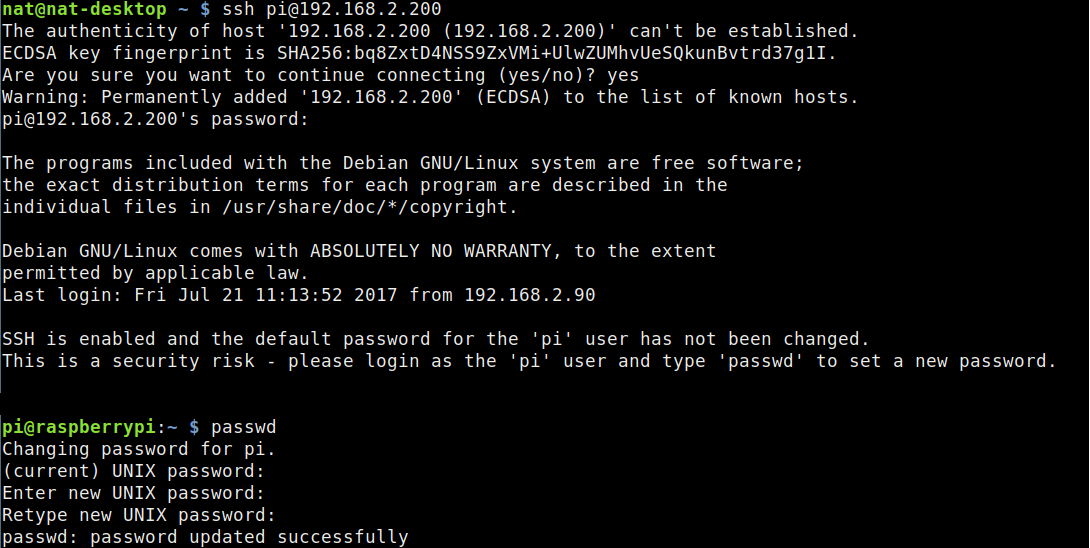 nat@nat-desktop ~ $ ssh pi@192.168.2.200
The authenticity of host '192.168.2.200 (192.168.2.200)' can't be established.
ECDSA key fingerprint is SHA256:bq8ZxtD4NSS9ZxVMi+UlwZUMhvUeSQkunBvtrd37g1I.
Are you sure you want to continue connecting (yes/no)? yes
Warning: Permanently added '192.168.2.200' (ECDSA) to the list of known hosts.
pi@192.168.2.200's password:
The programs included with the Debian GNU/Linux system are free software;
the exact distribution terms for each program are described in the
individual files in /usr/share/doc/*/copyright.
Debian GNU/Linux comes with ABSOLUTELY NO WARRANTY, to the extent
permitted by applicable law.
Last login: Fri Jul 21 11:13:52 2017 from 192.168.2.90
SSH is enabled and the default password for the 'pi' user has not been changed.
This is a security risk - please login as the 'pi' user and type 'passwd' to set a new password.
pi@raspberrypi:~ $ passwd
Changing password for pi.
(current) UNIX password:
Enter new UNIX password:
Retype new UNIX password:
passwd: password updated successfully